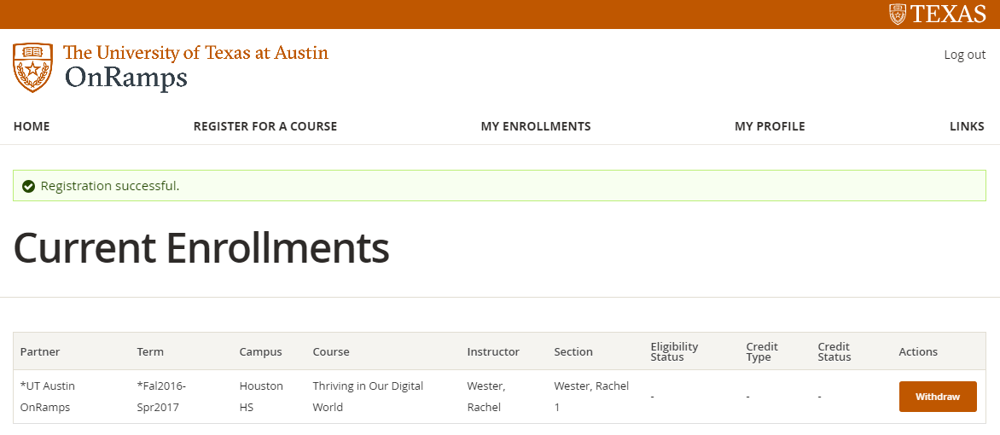 TEXAS
The University of Texas at Austin
OnRamps
Log out
HOME REGISTER FOR A COURSE MY ENROLLMENTS MY PROFILE LINKS
Registration successful.
Current Enrollments
Partner Term Campus Course Instructor Section Eligibility Status Credit Type Credit Status Actions
*UT Austin *Fal2016- Houston Thriving in Our Digital Wester, Wester, Rachel
OnRamps Spr2017 HS World Rachel 1
- - - Withdraw